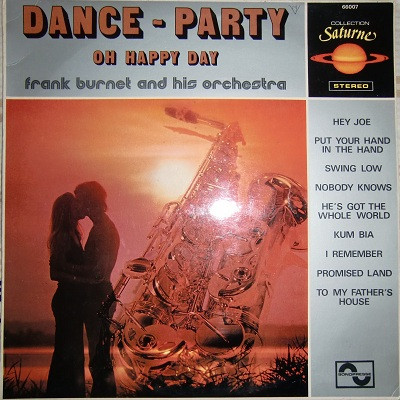 DANCE - PARTY
OH HAPPY DAY
frank burnet and his orchestra
66007
COLLECTION
Saturne
STEREO
HEY JOE
PUT YOUR HAND
IN THE HAND
SWING LOW
NOBODY KNOWS
HE'S GOT THE
WHOLE WORLD
KUM BIA
I REMEMBER
PROMISED LAND
TO MY FATHER'S
HOUSE
SONOPRESSE